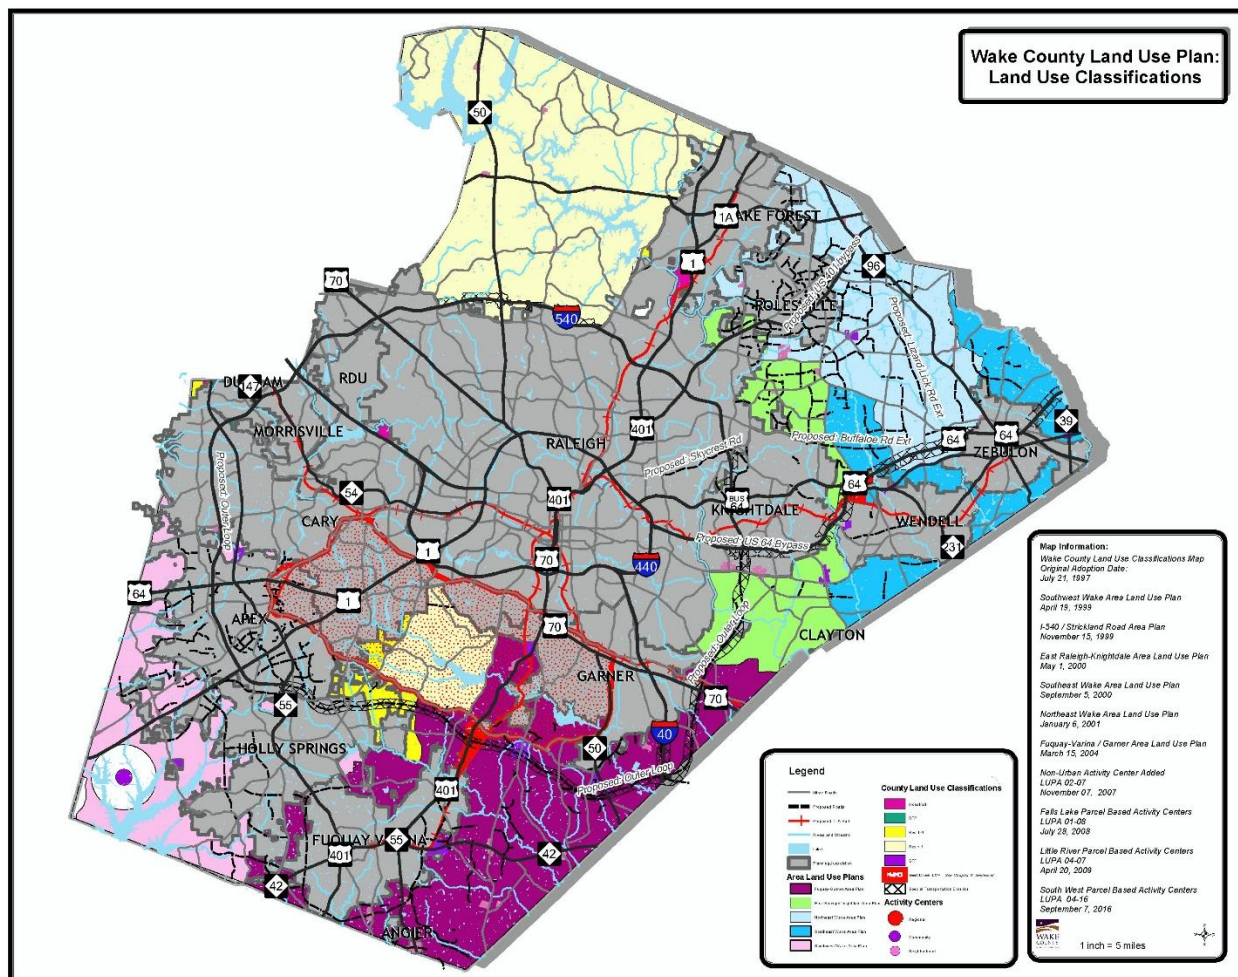 Wake County Land Use Plan:
Land Use Classifications
50
1A
WAKE FOREST
1
96
70
ROLESVILLE
Proposed: US 401 bypass
540
Proposed: Lizard Lick Rd Ext
RDU
147
MORRISVILLE
401
RALEIGH
39
64
64
ZEBULON
Proposed: Buffaloe Rd Ext
Proposed: Skycrest Rd
Proposed: Outer Loop
54
401
BUS
64
64
KNIGHTDALE
WENDELL
CARY
Proposed: US 64 Bypass
231
1
70
440
64
1
APEX
70
CLAYTON
Proposed: Outer Loop
GARNER
70
55
40
HOLLY SPRINGS
50
Proposed: Outer Loop
401
FUQUAY VARINA
55
401
42
42
ANGIER
Map Information:
Wake County Land Use Classifications Map
Original Adoption Date:
July 21, 1997
Southwest Wake Area Land Use Plan
April 19, 1999
I-540 / Strickland Road Area Plan
November 15, 1999
East Raleigh-Knightdale Area Land Use Plan
May 1, 2000
Southeast Wake Area Land Use Plan
September 5, 2000
Northeast Wake Area Land Use Plan
January 6, 2001
Fuquay-Varina / Garner Area Land Use Plan
March 15, 2004
Non-Urban Activity Center Added
LUPA 02-07
November 07, 2007
Falls Lake Parcel Based Activity Centers
LUPA 01-08
July 28, 2008
Little River Parcel Based Activity Centers
LUPA 04-07
April 20, 2009
South West Parcel Based Activity Centers
LUPA 04-16
September 7, 2016
WAKE
COUNTY
1 inch = 5 miles
Legend
Area Land Use Plans
County Land Use Classifications
Activity Centers
Regional
Community